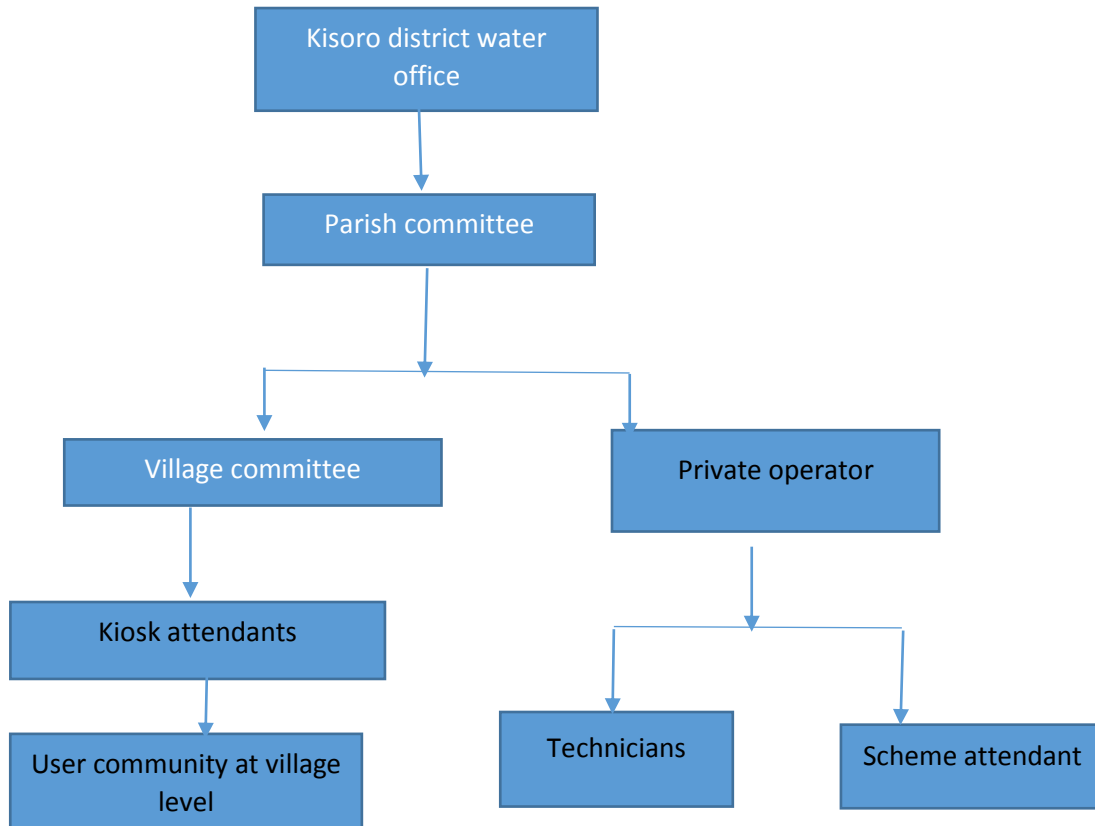 Kisoro district water
office
Parish committee
Village committee
Private operator
Kiosk attendants
Technicians
Scheme attendant
User community at village
level